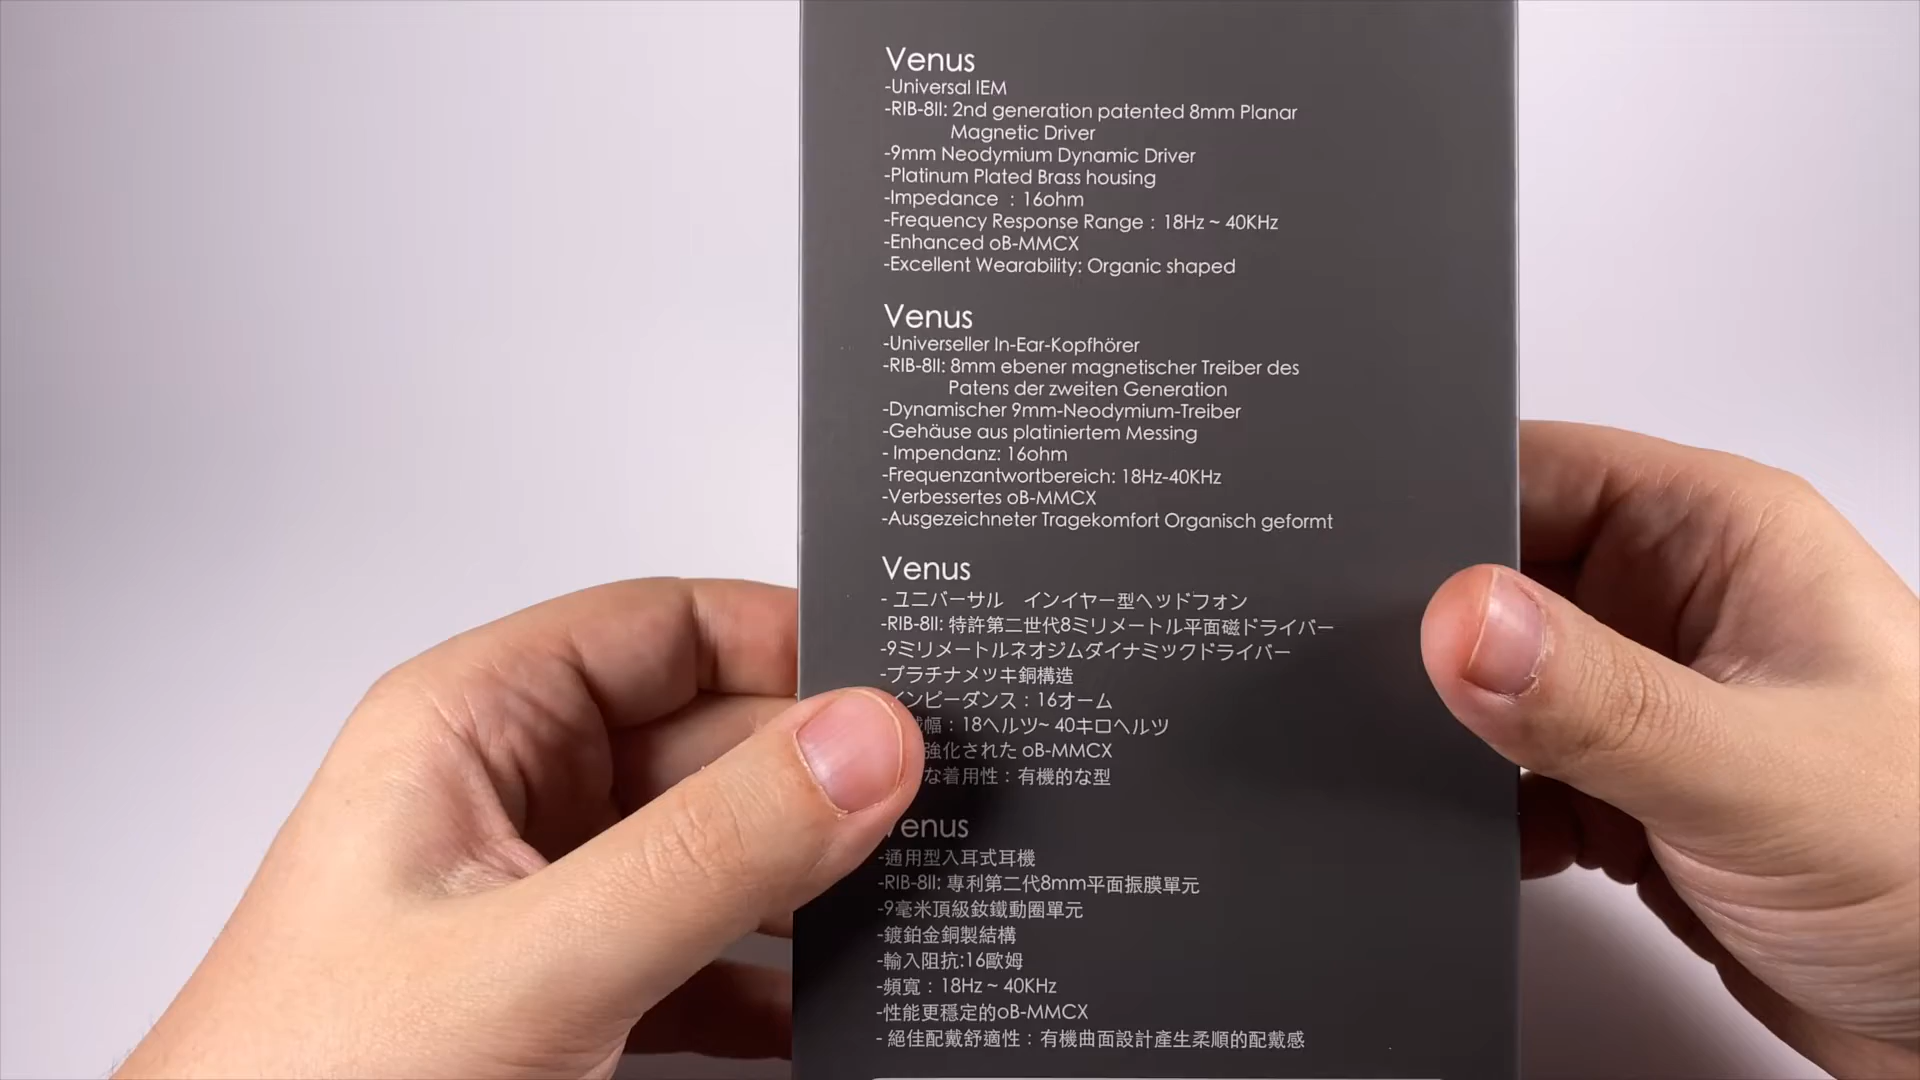 Venus
-Universal IEM
-RIB-8II: 2nd generation patented 8mm Planar
Magnetic Driver
-9mm Neodymium Dynamic Driver
-Platinum Plated Brass housing
-Impedance : 16ohm
-Frequency Response Range : 18Hz ~ 40KHz
-Enhanced oB-MMCX
-Excellent Wearability: Organic shaped
Venus
-Universeller In-Ear-Kopfhörer
-RIB-8II: 8mm ebener magnetischer Treiber des
Patens der zweiten Generation
-Dynamischer 9mm-Neodymium-Treiber
-Gehäuse aus platiniertem Messing
- Impendanz: 16ohm
-Frequenzantwortbereich: 18Hz-40KHz
-Verbessertes oB-MMCX
-Ausgezeichneter Tragekomfort Organisch geformt
Venus
- ユニバーサル　インイヤー型ヘッドフォン
-RIB-8II: 特許第二世代8ミリメートル平面磁ドライバー
-9ミリメートルネオジムダイナミックドライバー
-プラチナメッキ銅構造
インピーダンス：16オーム
幅：18ヘルツ~ 40キロヘルツ
強化された oB-MMCX
な着用性：有機的な型
Venus
-通用型入耳式耳機
-RIB-8II: 專利第二代8mm平面振膜單元
-9毫米頂級釹鐵動圈單元
-鍍鉑金銅製結構
-輸入阻抗:16歐姆
-頻寬：18Hz ~ 40KHz
-性能更穩定的oB-MMCX
- 絕佳配戴舒適性：有機曲面設計產生柔順的配戴感